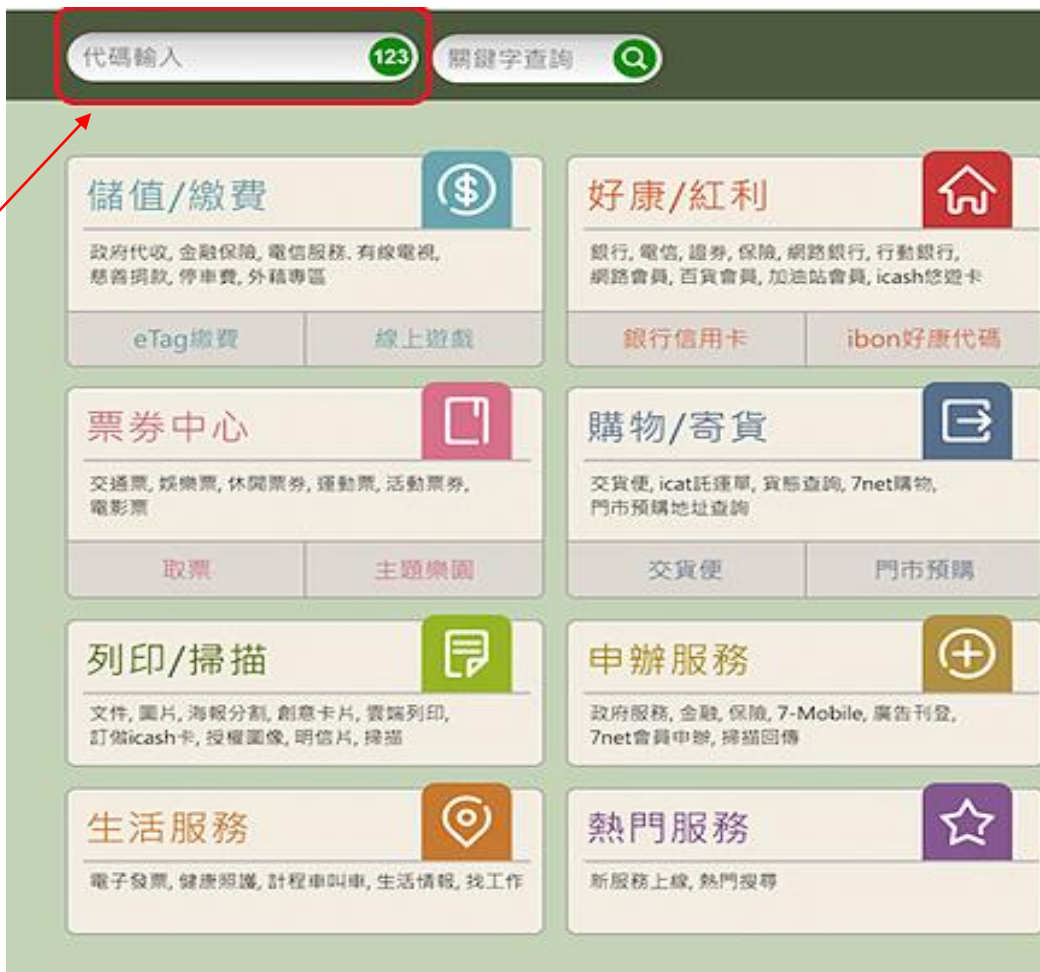 代碼輸入 123 關鍵字查詢
儲值/繳費
政府代收, 金融保險, 電信服務. 有線電視,
慈善捐款, 停車費, 外籍專區
eTag繳費 線上遊戲
好康/紅利
銀行, 電信, 證券, 保險, 網路銀行, 行動銀行,
網路會員, 百貨會員, 加油站會員, icash悠遊卡
銀行信用卡 ibon好康代碼
票券中心
交通票, 娛樂票, 休閒票券, 運動票, 活動票券,
電影票
取票 主題樂園
購物/寄貨
交貨便, icat託運單, 貨態查詢, 7net購物,
門市預購地址查詢
交貨便 門市預購
列印/掃描
文件, 圖片, 海報分割, 創意卡片, 雲端列印,
訂做icash卡, 授權圖像, 明信片, 掃描
申辦服務
政府服務, 金融, 保險, 7-Mobile, 廣告刊登,
7net會員申辦, 掃描回傳
生活服務
電子發票, 健康照護, 計程車叫車, 生活情報, 找工作
熱門服務
新服務上線, 熱門搜尋